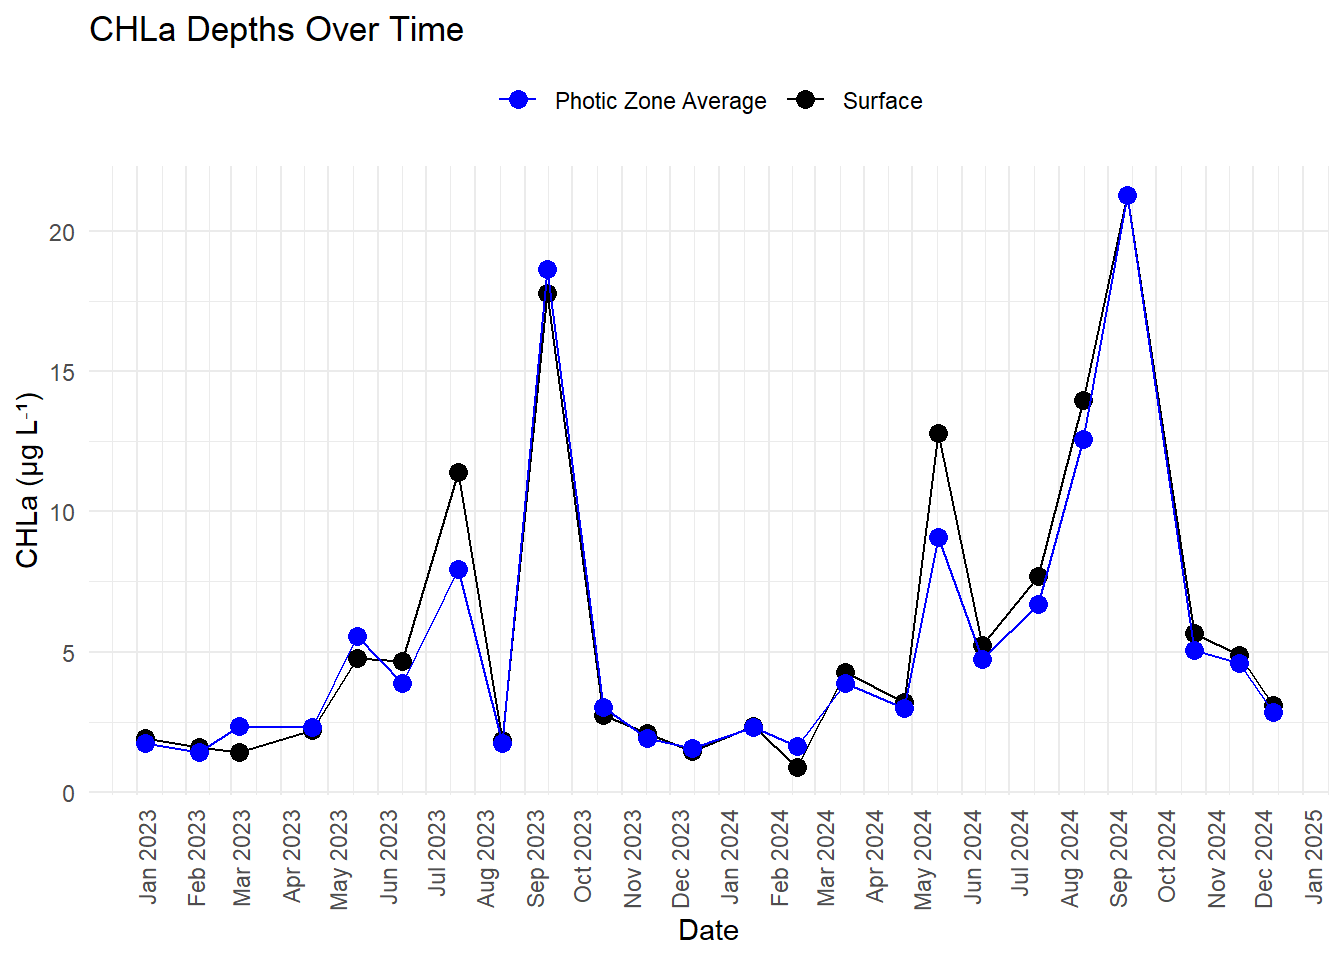 CHLa Depths Over Time
Photic Zone Average
Surface
20
15
10
5
0
CHLa (µg L-¹)
Jan 2023
Feb 2023
Mar 2023
Apr 2023
May 2023
Jun 2023
Jul 2023
Aug 2023
Sep 2023
Oct 2023
Nov 2023
Dec 2023
Jan 2024
Feb 2024
Mar 2024
Apr 2024
May 2024
Jun 2024
Jul 2024
Aug 2024
Sep 2024
Oct 2024
Nov 2024
Dec 2024
Jan 2025
Date